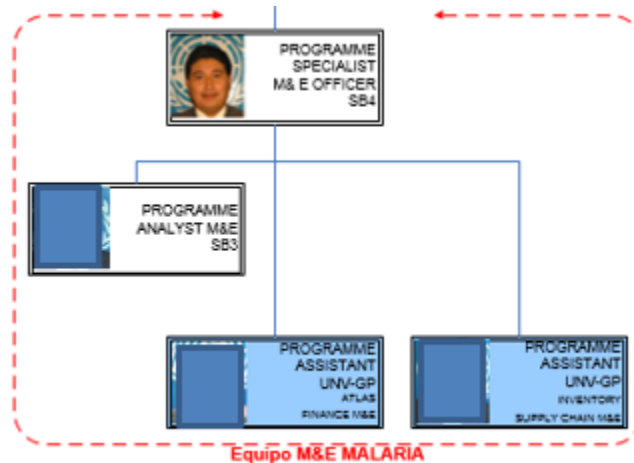 PROGRAMME
SPECIALIST
M& E OFFICER
SB4
PROGRAMME
ANALYST M&E
SB3
PROGRAMME
ASSISTANT
UNV-GP
ATLAS
FINANCE M&E
PROGRAMME
ASSISTANT
UNV-GP
INVENTORY
SUPPLY CHAIN M&E
Equipo M&E MALARIA